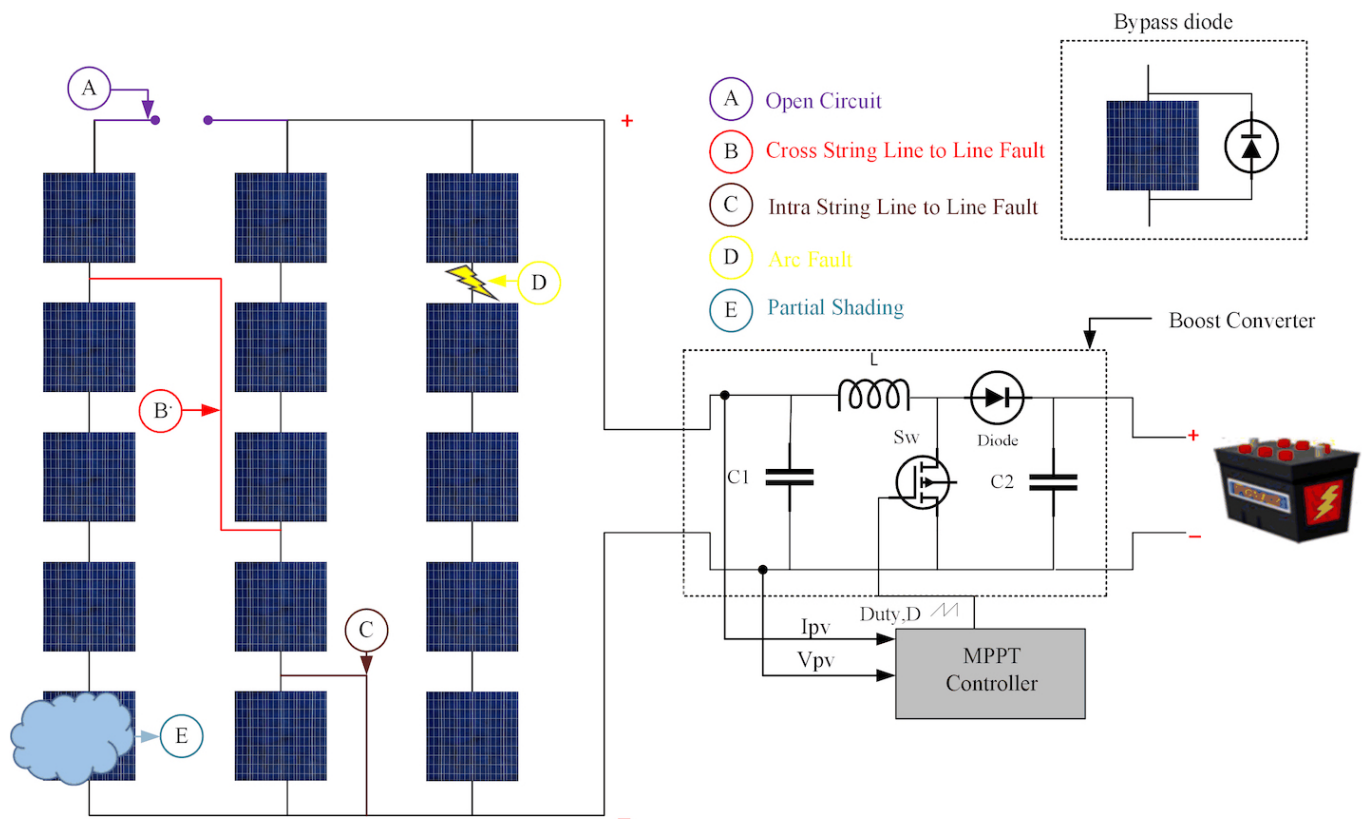 Bypass diode
A
A Open Circuit
+
B Cross String Line to Line Fault
C Intra String Line to Line Fault
D
D Arc Fault
E Partial Shading
Boost Converter
L
B
Sw
Diode
C1
C2
+
−
C
Duty,D
Ipv
Vpv
MPPT
Controller
E
−